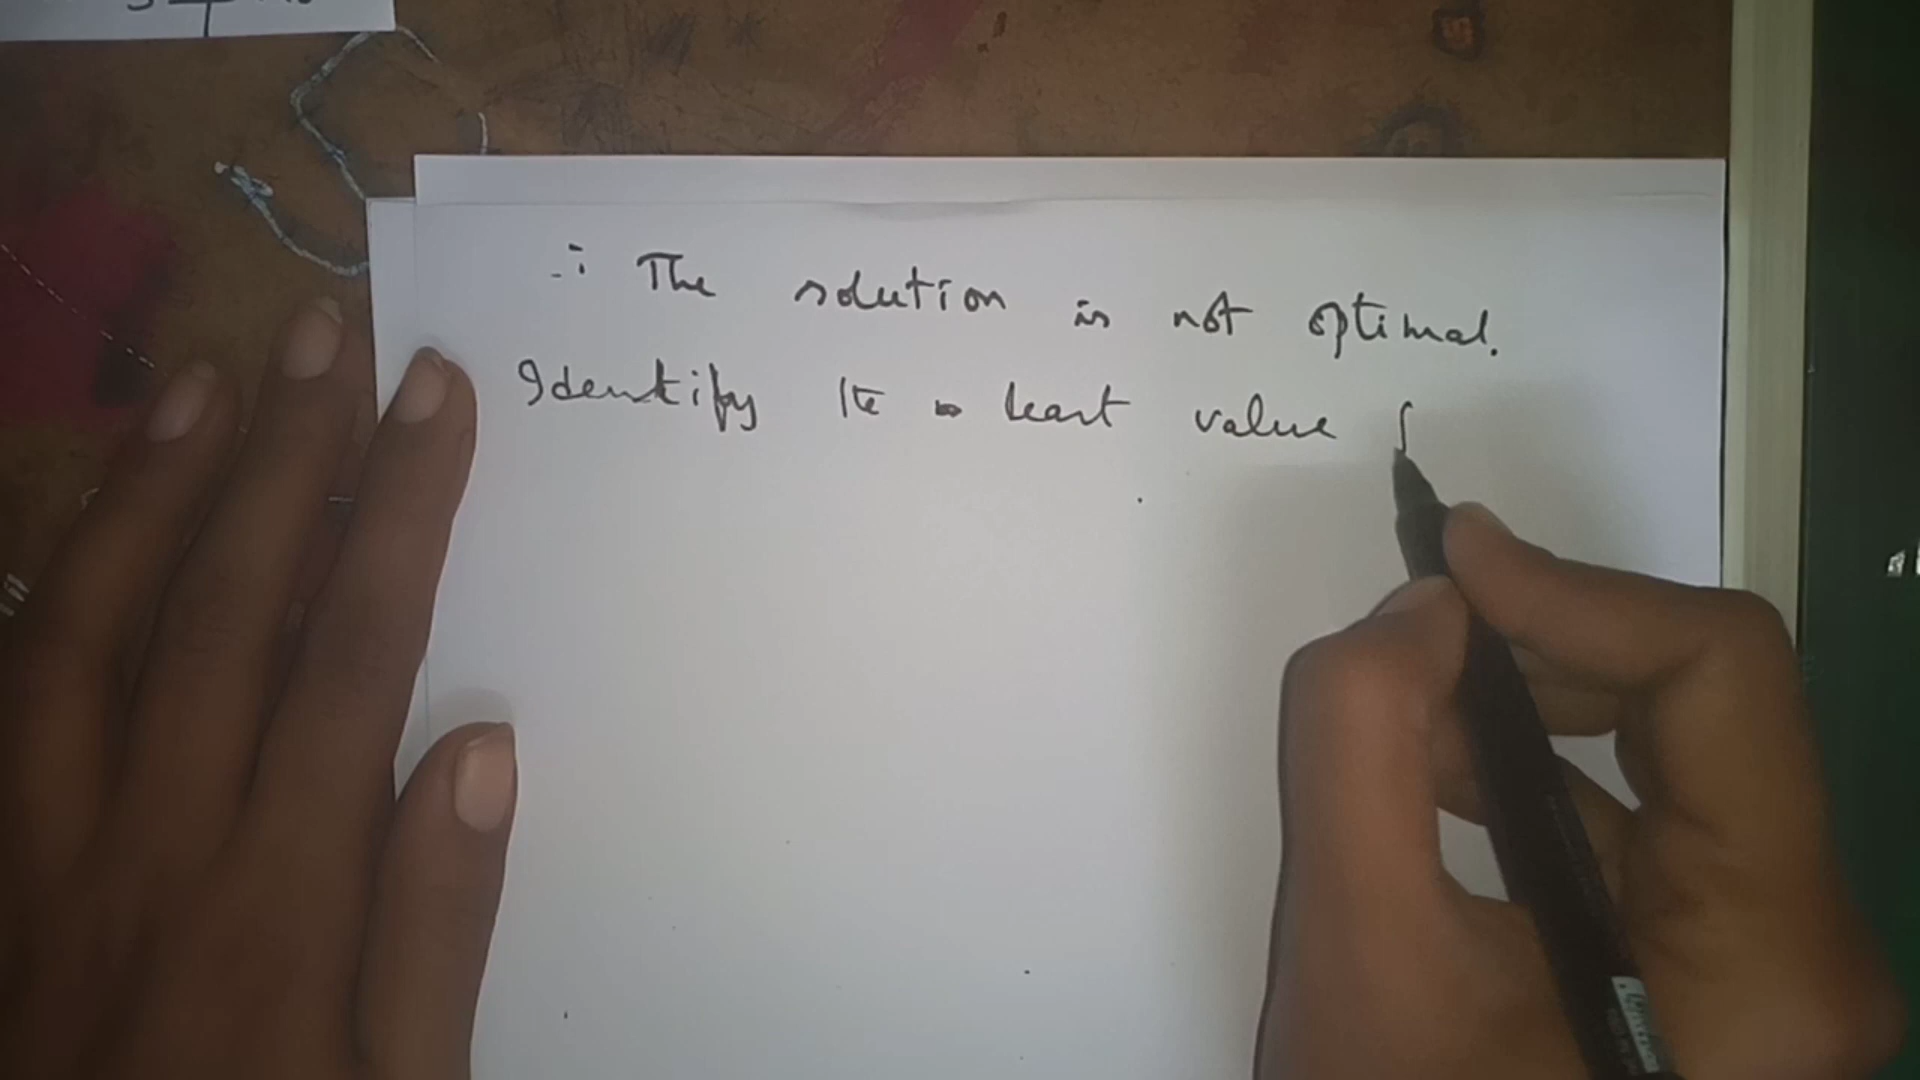 ∴ The solution is not optimal.
Identify the least value